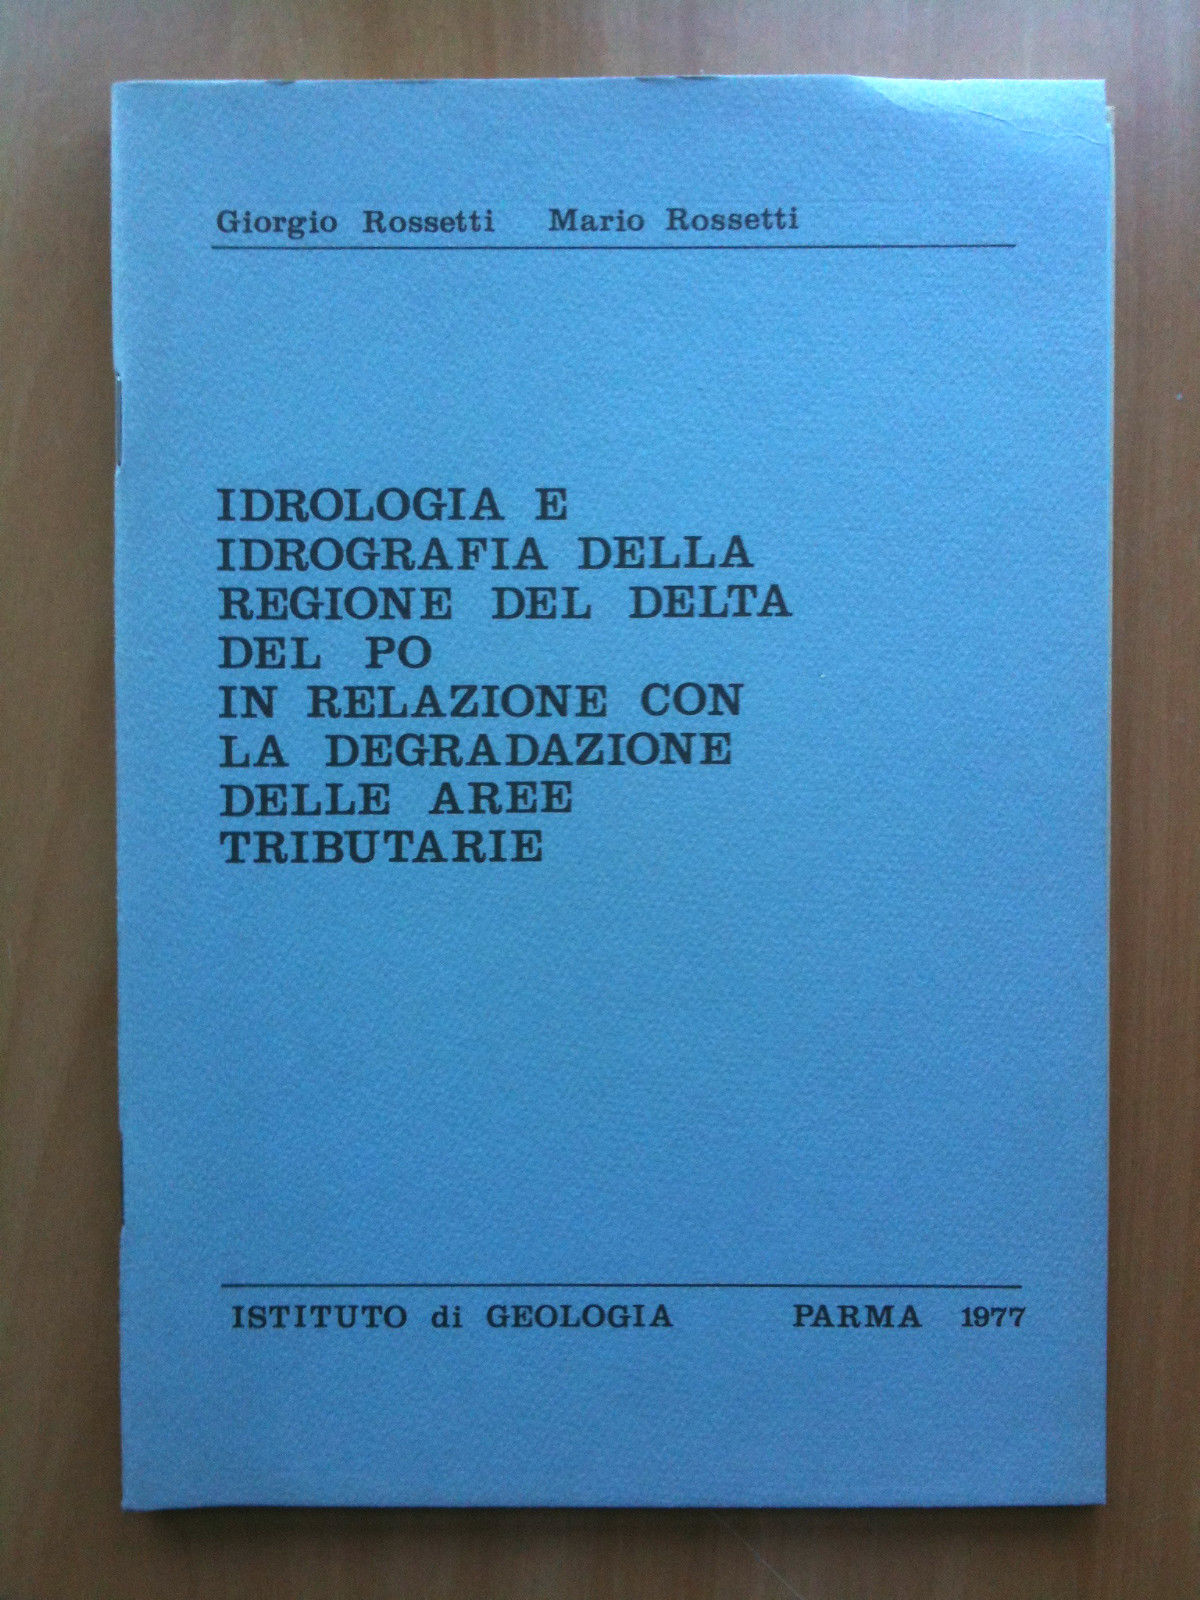 Giorgio Rossetti Mario Rossetti
IDROLOGIA E
IDROGRAFIA DELLA
REGIONE DEL DELTA
DEL PO
IN RELAZIONE CON
LA DEGRADAZIONE
DELLE AREE
TRIBUTARIE
ISTITUTO di GEOLOGIA PARMA 1977